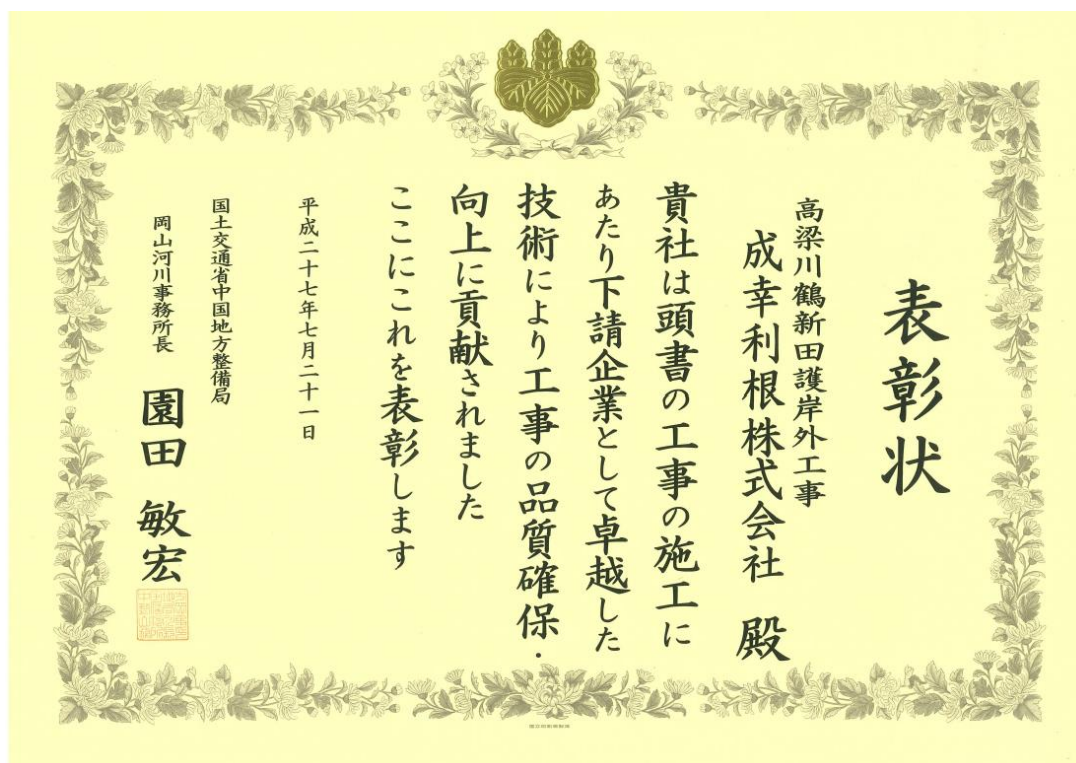 表彰状
高梁川鶴新田護岸外工事
成幸利根株式会社 殿
貴社は頭書の工事の施工に
あたり下請企業として卓越した
技術により工事の品質確保・
向上に貢献されました
ここにこれを表彰します
平成二十七年七月二十一日
国土交通省中国地方整備局
岡山河川事務所長 園田 敏宏